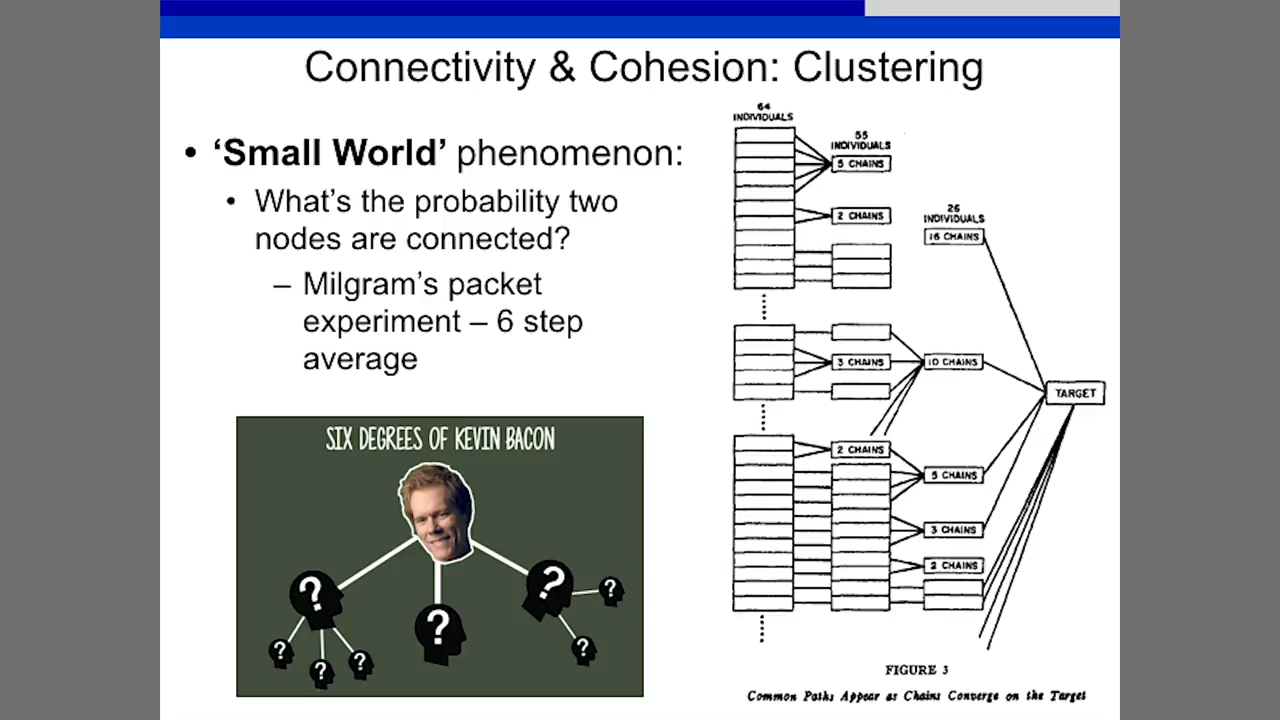 Connectivity & Cohesion: Clustering
• ‘Small World’ phenomenon:
• What’s the probability two
nodes are connected?
– Milgram’s packet
experiment – 6 step
average
SIX DEGREES OF KEVIN BACON
?
?
?
?
?
?
?
?
64
INDIVIDUALS
55
INDIVIDUALS
5 CHAINS
2 CHAINS
26
INDIVIDUALS
16 CHAINS
3 CHAINS
10 CHAINS
TARGET
2 CHAINS
5 CHAINS
3 CHAINS
2 CHAINS
FIGURE 3
Common Paths Appear as Chains Converge on the Target